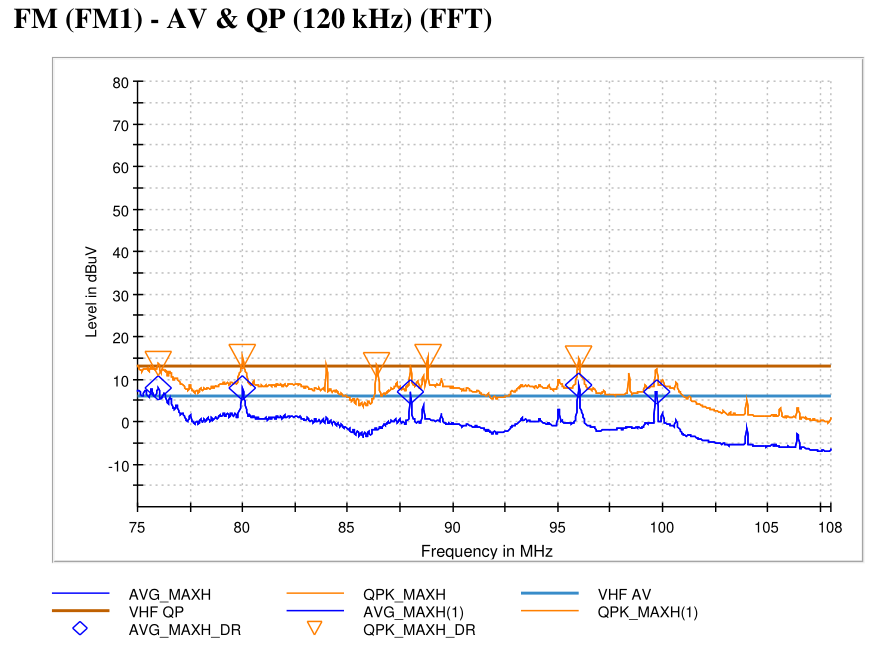 FM (FM1) - AV & QP (120 kHz) (FFT)
80
70
60
50
40
30
20
10
0
-10
Level in dBuV
75 80 85 90 95 100 105 108
Frequency in MHz
AVG_MAXH QPK_MAXH VHF AV
VHF QP AVG_MAXH(1) QPK_MAXH(1)
AVG_MAXH_DR QPK_MAXH_DR